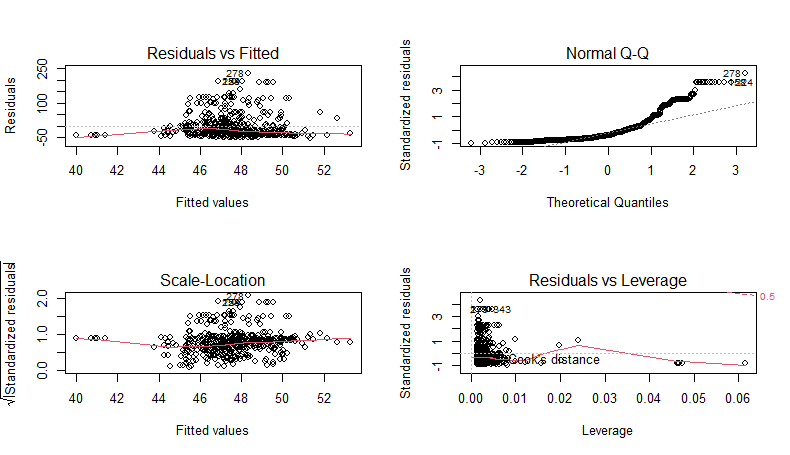 Residuals vs Fitted
278
Residuals
-50
100
250
40 42 44 46 48 50 52
Fitted values
Normal Q-Q
278
Standardized residuals
-1
1
3
-3 -2 -1 0 1 2 3
Theoretical Quantiles
Scale-Location
278
√|Standardized residuals|
0.0
1.0
2.0
40 42 44 46 48 50 52
Fitted values
Residuals vs Leverage
0.5
Cook's distance
Standardized residuals
-1
1
3
0.00 0.01 0.02 0.03 0.04 0.05 0.06
Leverage